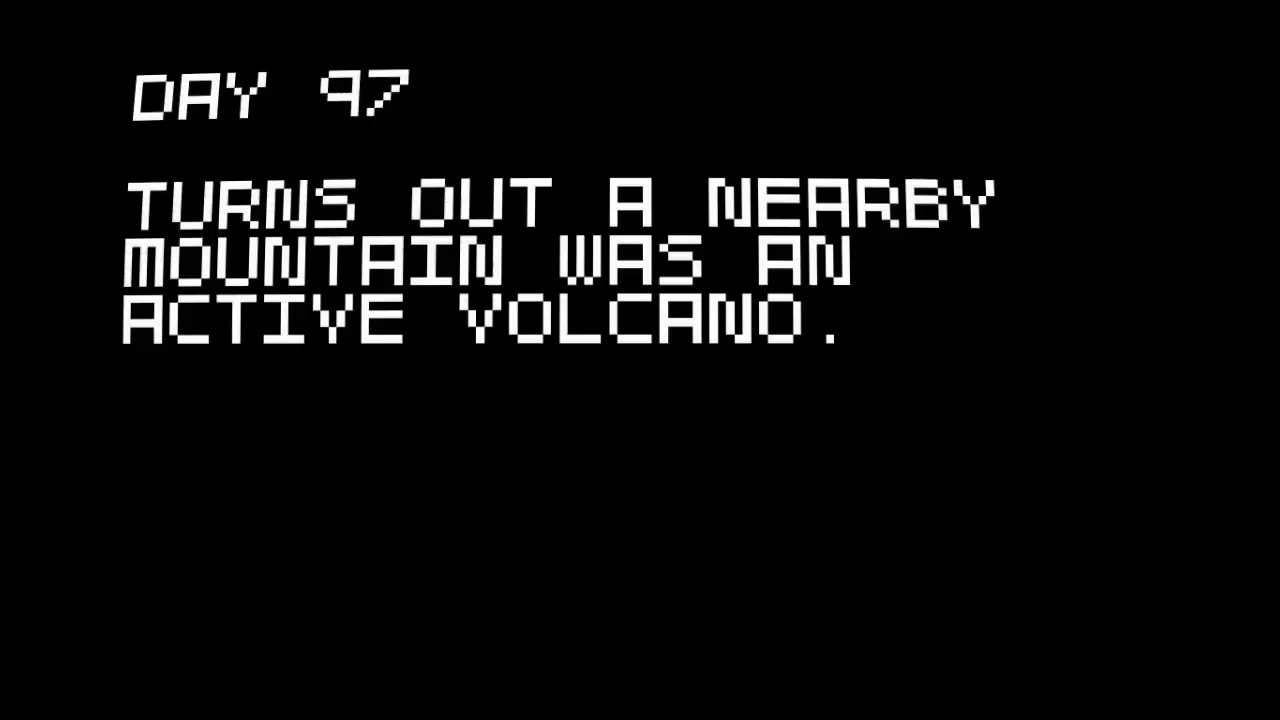 DAY 97
TURNS OUT A NEARBY
MOUNTAIN WAS AN
ACTIVE VOLCANO.